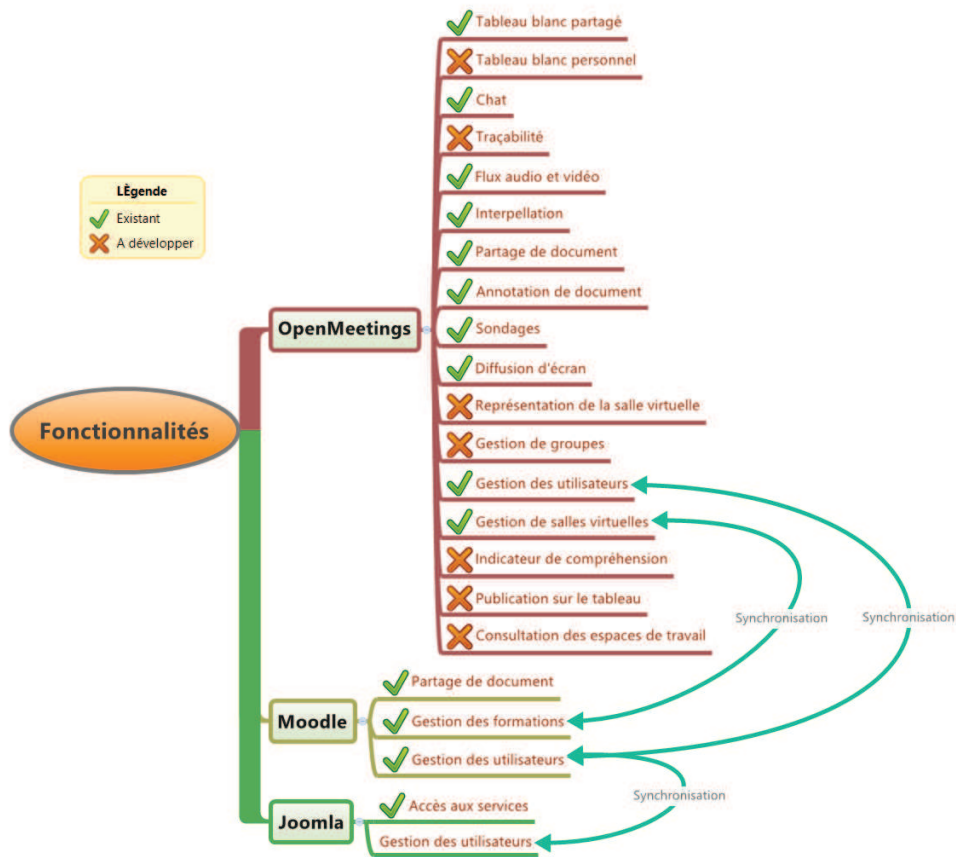 Tableau blanc partagé
Tableau blanc personnel
Chat
Traçabilité
Flux audio et vidéo
Interpellation
Partage de document
Annotation de document
Sondages
Diffusion d'écran
Représentation de la salle virtuelle
Gestion de groupes
Gestion des utilisateurs
Gestion de salles virtuelles
Indicateur de compréhension
Publication sur le tableau
Consultation des espaces de travail
LÈgende
Existant
A développer
OpenMeetings
Fonctionnalités
Synchronisation
Synchronisation
Partage de document
Moodle
Gestion des formations
Gestion des utilisateurs
Synchronisation
Accès aux services
Joomla
Gestion des utilisateurs